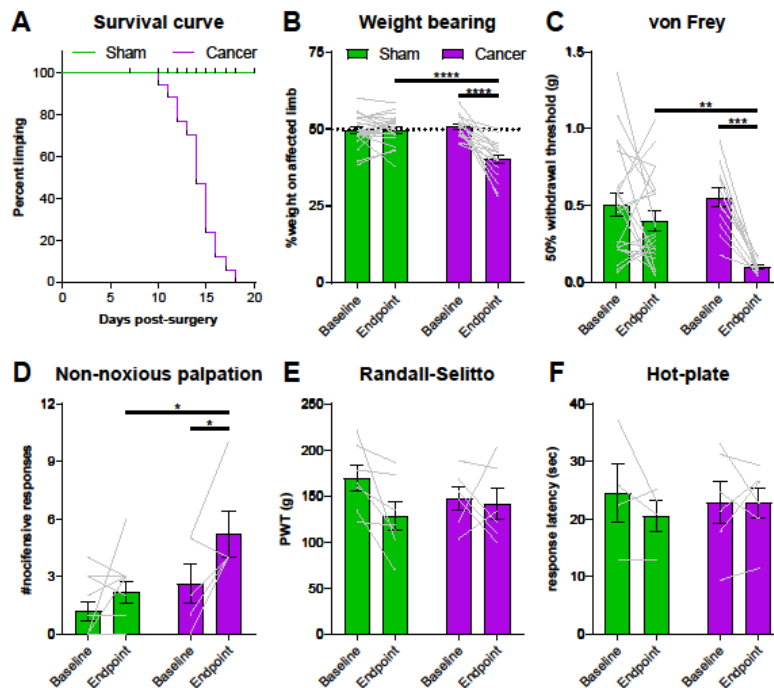 A
Survival curve
Sham
Cancer
Percent limping
100
80
60
40
20
0
0
5
10
15
20
Days post-surgery
B
Weight bearing
Sham
Cancer
%weight on affected limb
75
50
25
0
****
****
Baseline
Endpoint
Baseline
Endpoint
C
von Frey
50% withdrawal threshold (g)
1.5
1.0
0.5
0.0
**
***
Baseline
Endpoint
Baseline
Endpoint
D
Non-noxious palpation
#nocifensive responses
12
9
6
3
0
*
*
Baseline
Endpoint
Baseline
Endpoint
E
Randall-Selitto
PWT (g)
250
200
150
100
50
0
Baseline
Endpoint
Baseline
Endpoint
F
Hot-plate
response latency (sec)
40
30
20
10
0
Baseline
Endpoint
Baseline
Endpoint